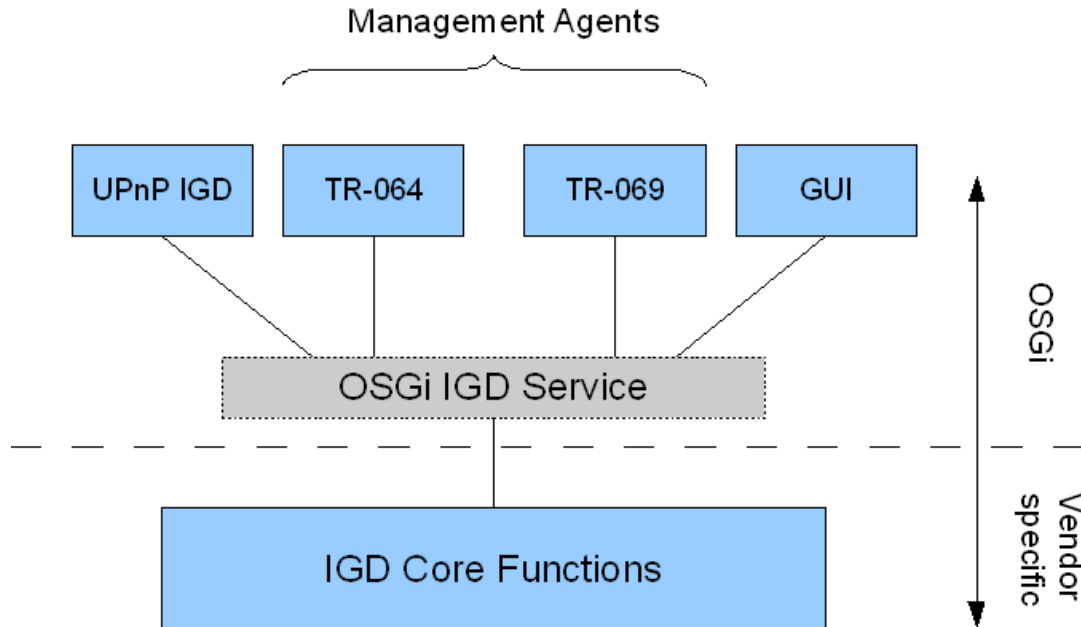 Management Agents
UPnP IGD
TR-064
TR-069
GUI
OSGi IGD Service
OSGi
IGD Core Functions
Vendor
specific